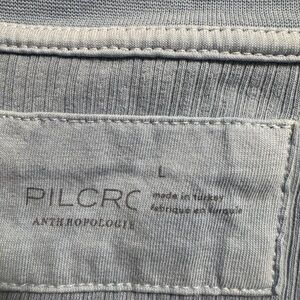 L
PILCRO
made in turkey
ANTHROPOLOGIE
fabriqué en turquie